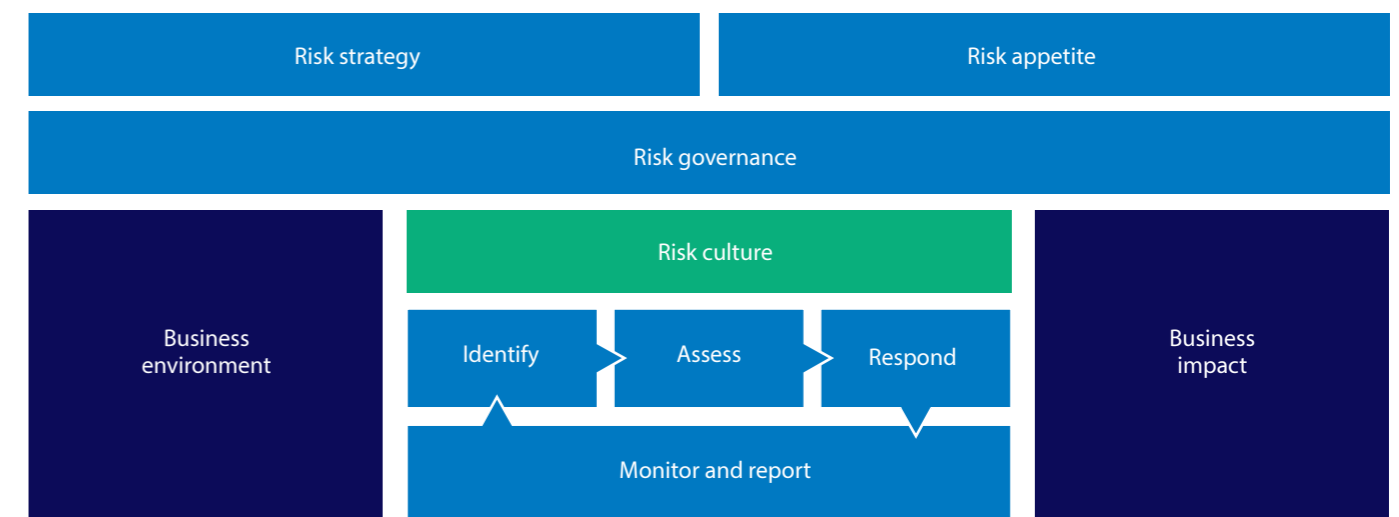 Risk strategy
Risk appetite
Risk governance
Business
environment
Risk culture
Identify
Assess
Respond
Monitor and report
Business
impact